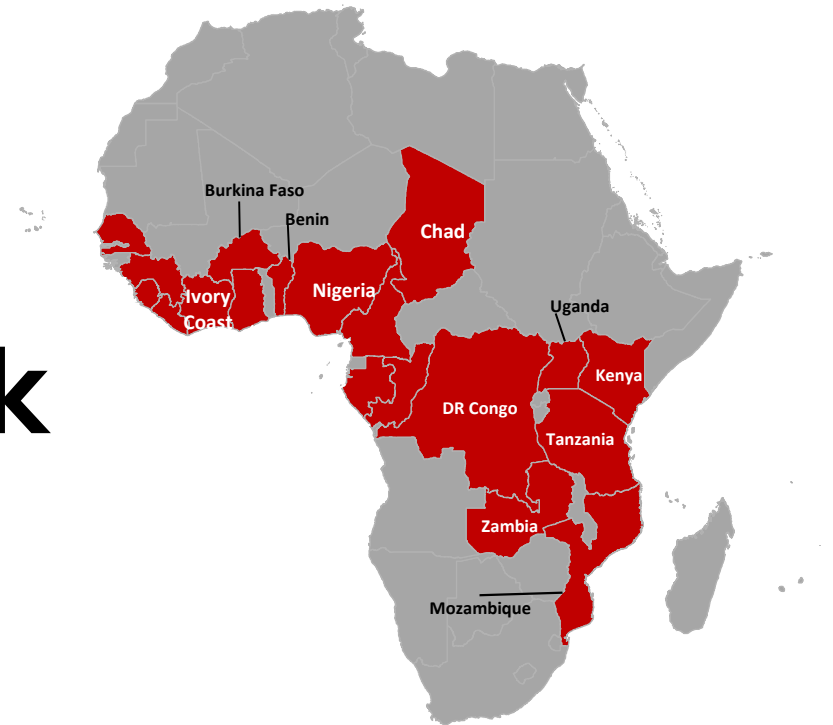 Burkina Faso
Benin
Chad
Nigeria
Ivory
Coast
Uganda
k
Kenya
DR Congo
Tanzania
Zambia
Mozambique